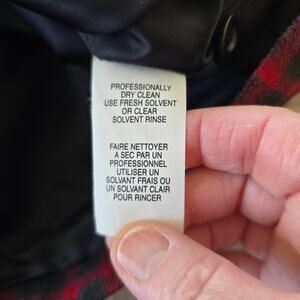 PROFESSIONALLY
DRY CLEAN
USE FRESH SOLVENT
OR CLEAR
SOLVENT RINSE
FAIRE NETTOYER
A SEC PAR UN
PROFESSIONNEL
UTILISER UN
SOLVANT FRAIS OU
UN SOLVANT CLAIR
POUR RINCER